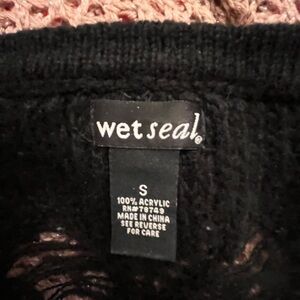 wet seal®
S
100% ACRYLIC
RN#78749
MADE IN CHINA
SEE REVERSE
FOR CARE